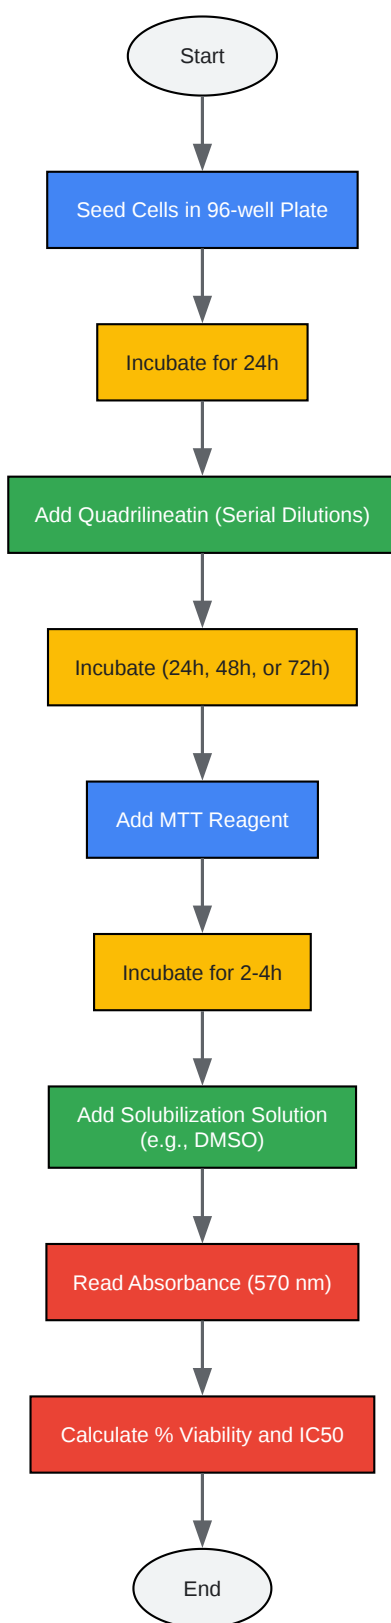 Start
Seed Cells in 96-well Plate
Incubate for 24h
Add Quadrilineatin (Serial Dilutions)
Incubate (24h, 48h, or 72h)
Add MTT Reagent
Incubate for 2-4h
Add Solubilization Solution
(e.g., DMSO)
Read Absorbance (570 nm)
Calculate % Viability and IC50
End